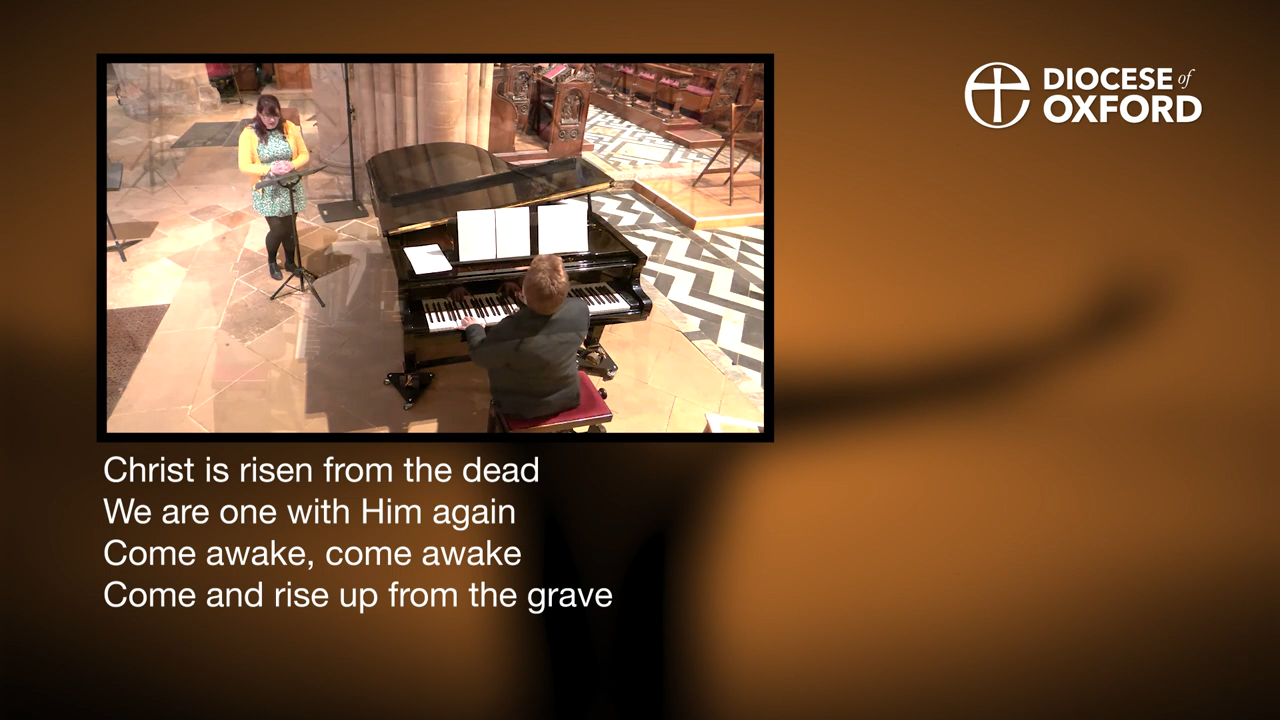 DIOCESE of
OXFORD
Christ is risen from the dead
We are one with Him again
Come awake, come awake
Come and rise up from the grave